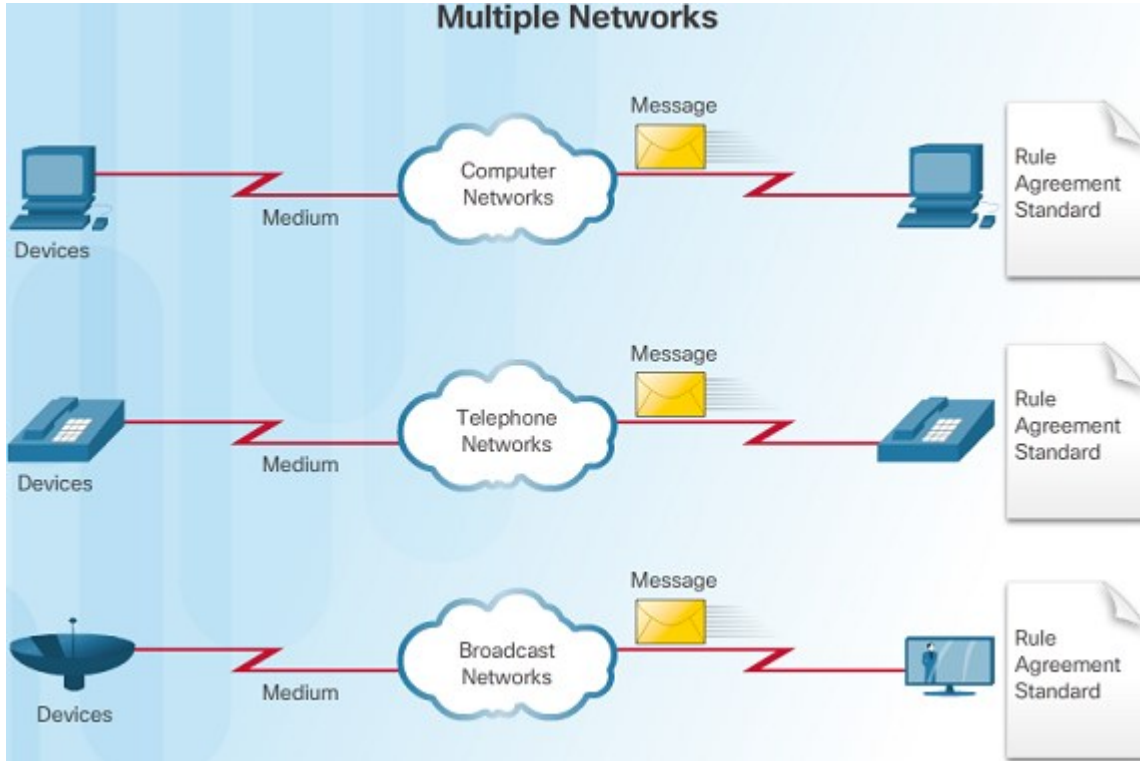 Multiple Networks
Message
Computer
Networks
Rule
Agreement
Standard
Medium
Devices
Message
Telephone
Networks
Rule
Agreement
Standard
Medium
Devices
Message
Broadcast
Networks
Rule
Agreement
Standard
Medium
Devices